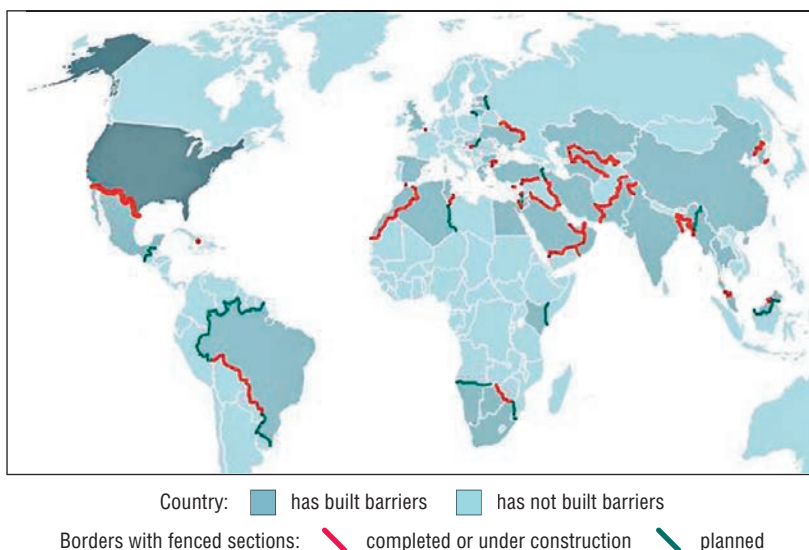 Country: has built barriers has not built barriers
Borders with fenced sections: completed or under construction planned